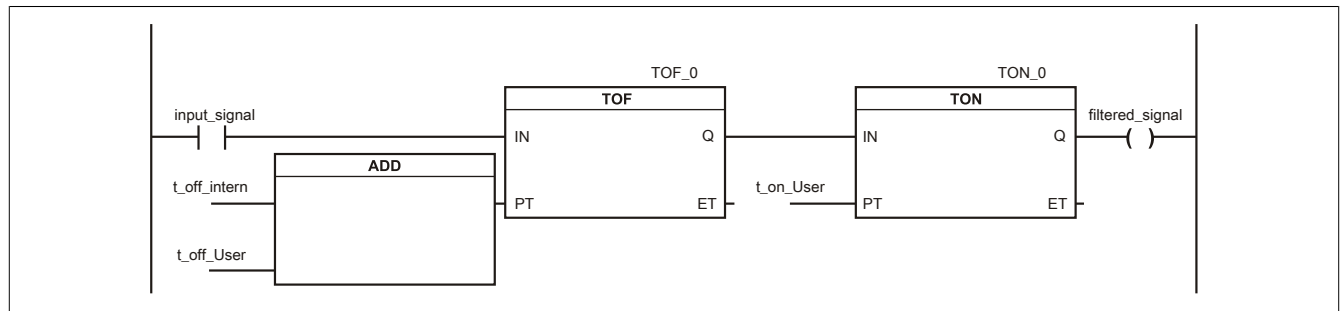 TOF_0
TON_0
TOF
TON
input_signal
filtered_signal
IN
Q
IN
Q
ADD
t_off_intern
t_on_User
PT
ET
PT
ET
t_off_User